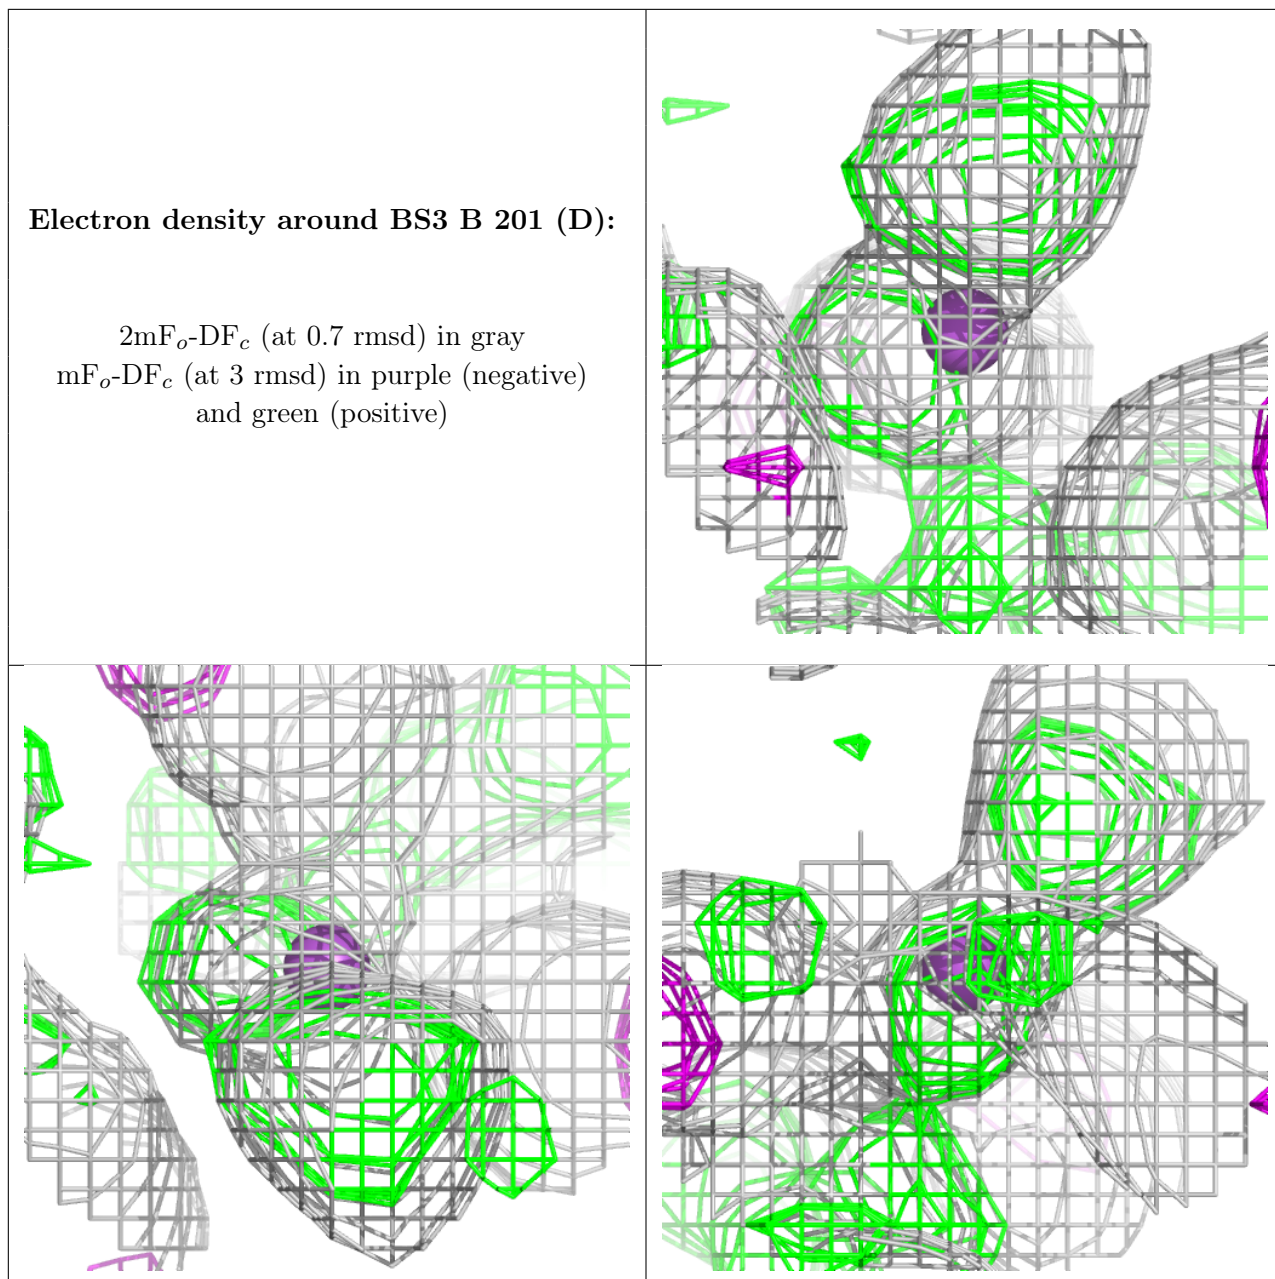 Electron density around BS3 B 201 (D):
2mFo-DFc (at 0.7 rmsd) in gray
mFo-DFc (at 3 rmsd) in purple (negative)
and green (positive)